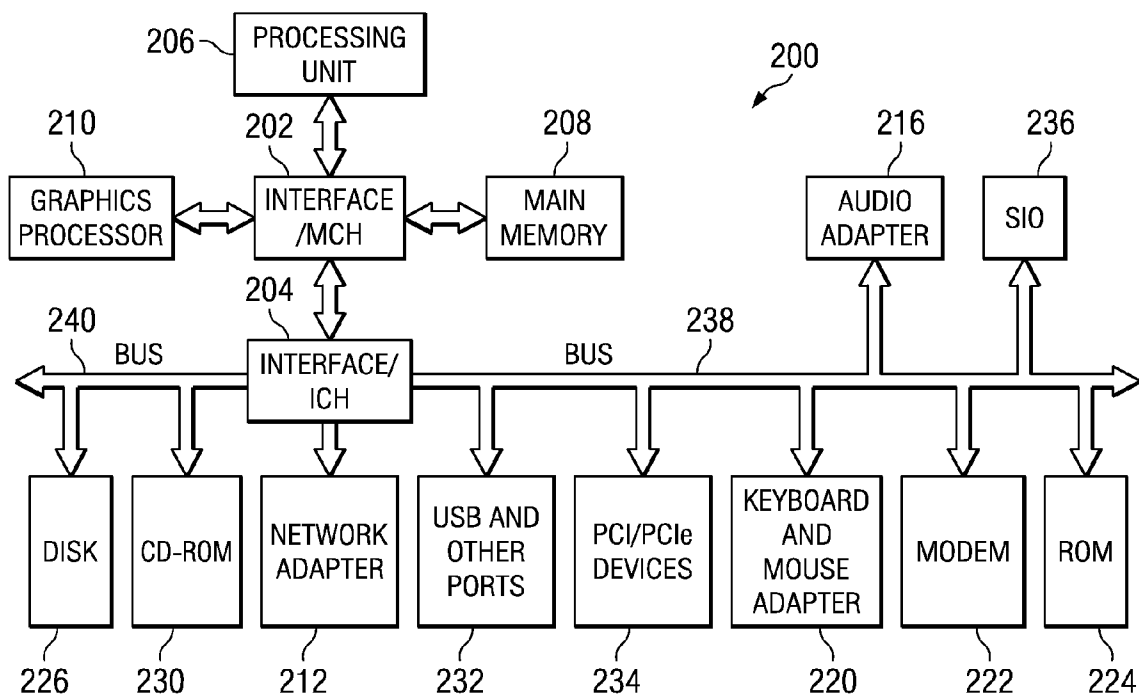 206
PROCESSING
UNIT
200
210
202
208
216
236
GRAPHICS
PROCESSOR
INTERFACE
/MCH
MAIN
MEMORY
AUDIO
ADAPTER
SIO
204
240
BUS
INTERFACE/
ICH
BUS
238
DISK
CD-ROM
NETWORK
ADAPTER
USB AND
OTHER
PORTS
PCI/PCIe
DEVICES
KEYBOARD
AND
MOUSE
ADAPTER
MODEM
ROM
226
230
212
232
234
220
222
224